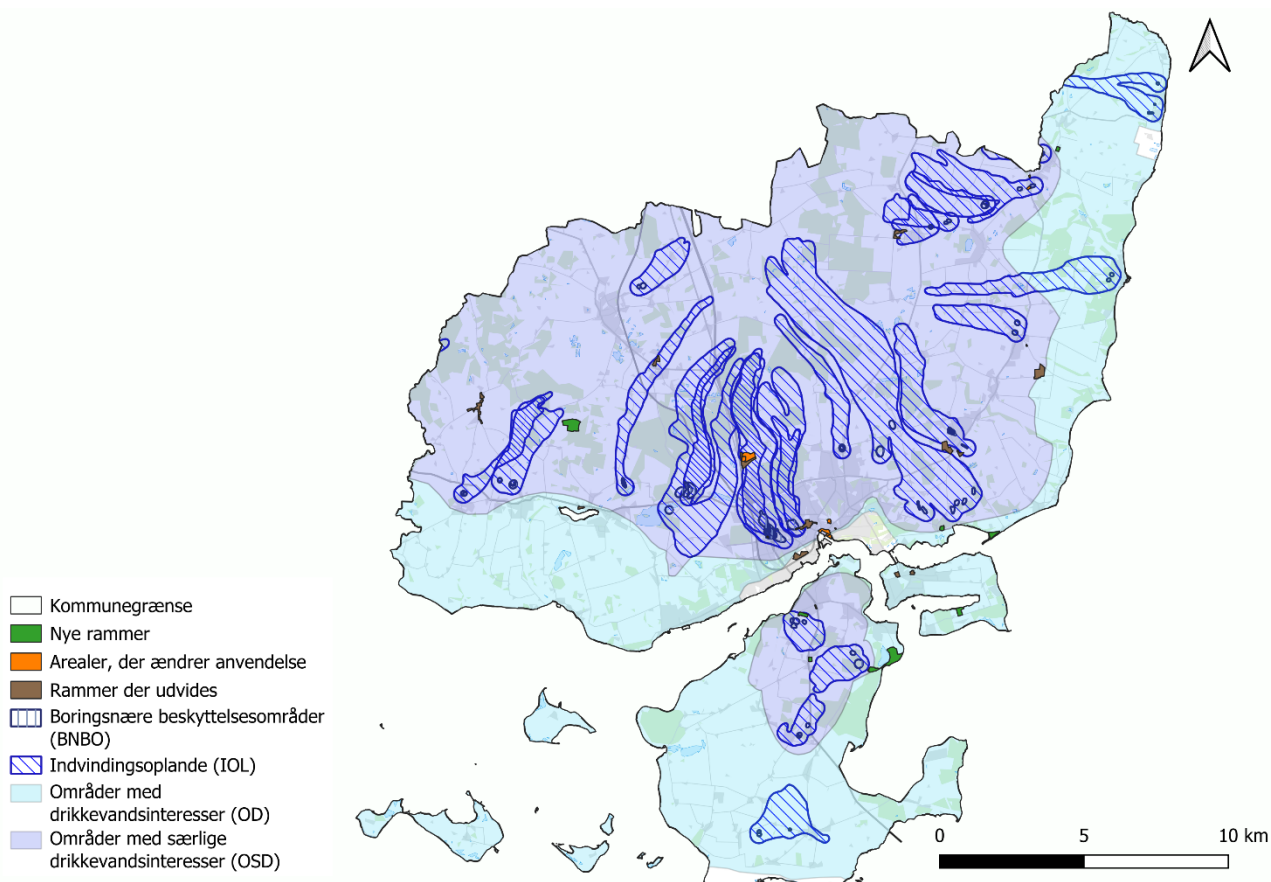 Kommunegrænse
Nye rammer
Arealer, der ændrer anvendelse
Rammer der udvides
Boringsnære beskyttelsesområder
(BNBO)
Indvindingsoplande (IOL)
Områder med
drikkevandsinteresser (OD)
Områder med særlige
drikkevandsinteresser (OSD)
0 5 10 km